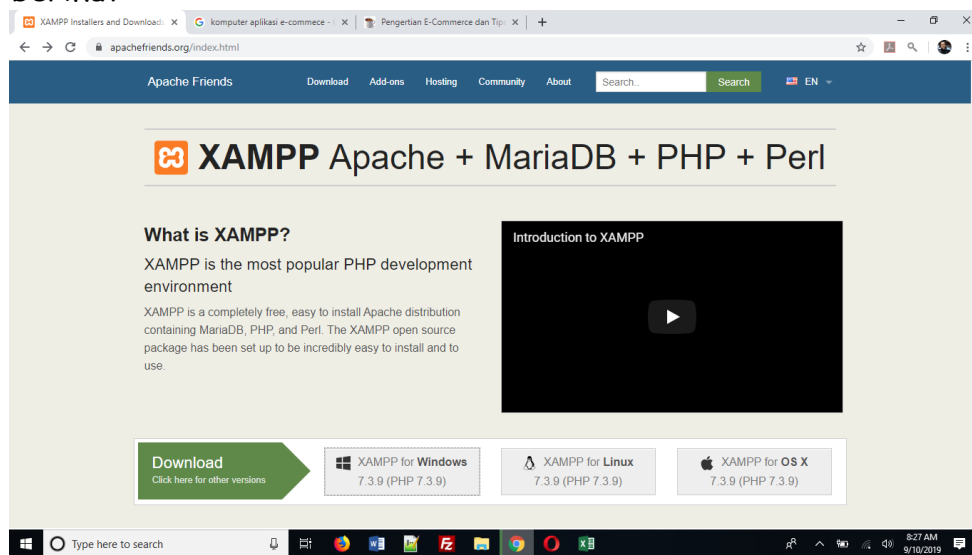 XAMPP Installers and Download
komputer aplikasi e-commece -
Pengertian E-Commerce dan Tip
apachefriends.org/index.html
Apache Friends Download Add-ons Hosting Community About Search.. Search EN
XAMPP Apache + MariaDB + PHP + Perl
What is XAMPP?
XAMPP is the most popular PHP development
environment
XAMPP is a completely free, easy to install Apache distribution
containing MariaDB, PHP, and Perl. The XAMPP open source
package has been set up to be incredibly easy to install and to
use.
Introduction to XAMPP
Download
Click here for other versions
XAMPP for Windows
7.3.9 (PHP 7.3.9)
XAMPP for Linux
7.3.9 (PHP 7.3.9)
XAMPP for OS X
7.3.9 (PHP 7.3.9)
Type here to search
8:27 AM
9/10/2019